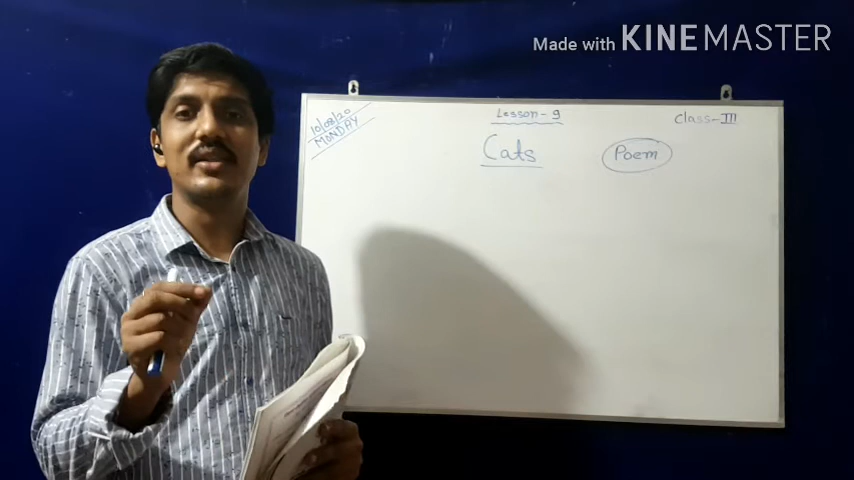 Made with KINEMASTER
10/08/20
MONDAY
Lesson - 9
Class - III
Cats
Poem